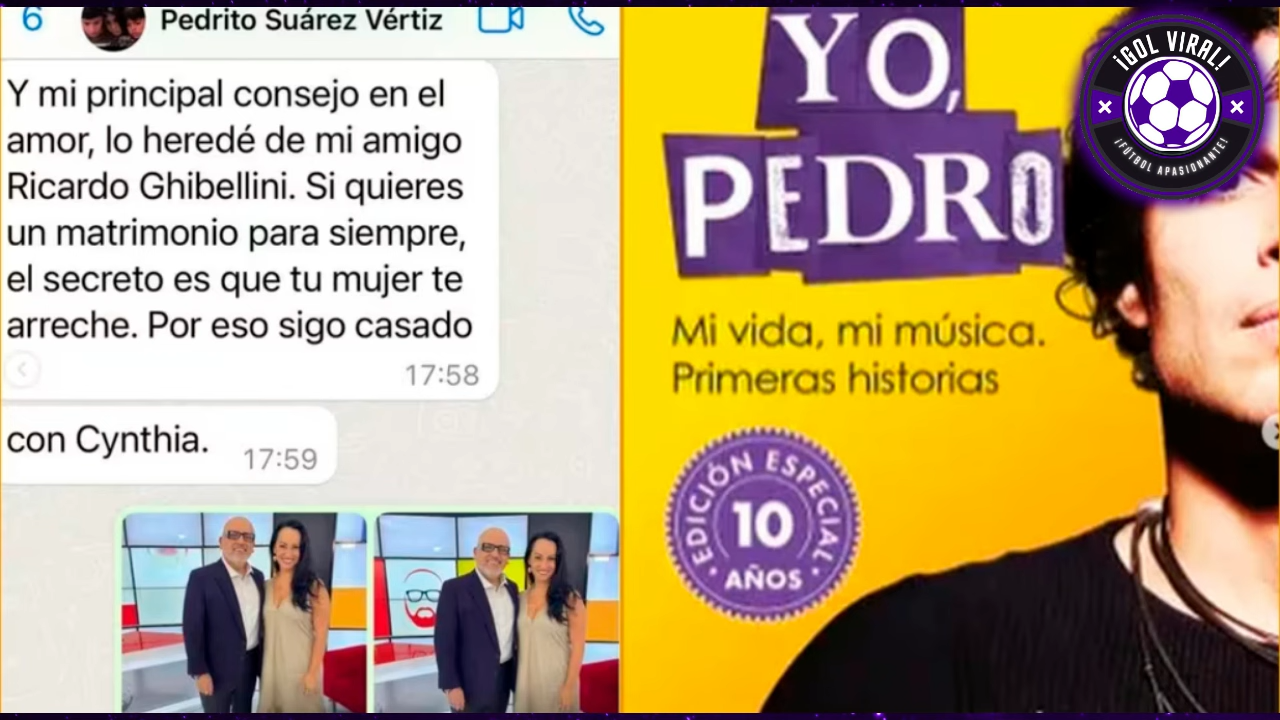 6
Pedrito Suárez Vértiz
Y mi principal consejo en el
amor, lo heredé de mi amigo
Ricardo Ghibellini. Si quieres
un matrimonio para siempre,
el secreto es que tu mujer te
arreche. Por eso sigo casado
17:58
con Cynthia.
17:59
YO,
PEDRO
Mi vida, mi música.
Primeras historias
EDICIÓN ESPECIAL
10
AÑOS
¡GOL VIRAL!
¡FÚTBOL APASIONANTE!